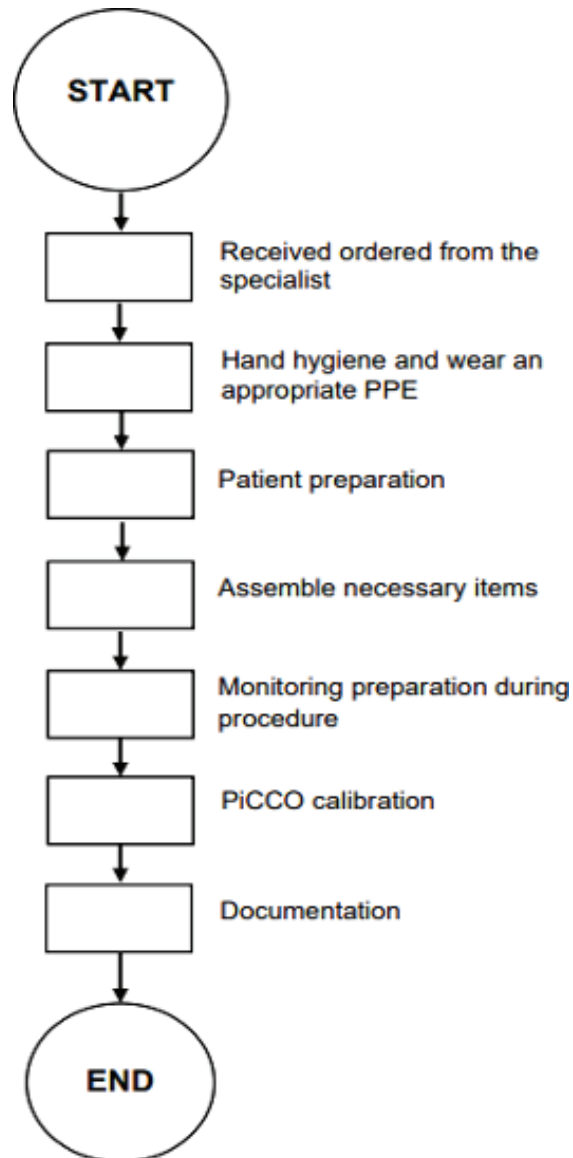 START
Received ordered from the
specialist
Hand hygiene and wear an
appropriate PPE
Patient preparation
Assemble necessary items
Monitoring preparation during
procedure
PiCCO calibration
Documentation
END